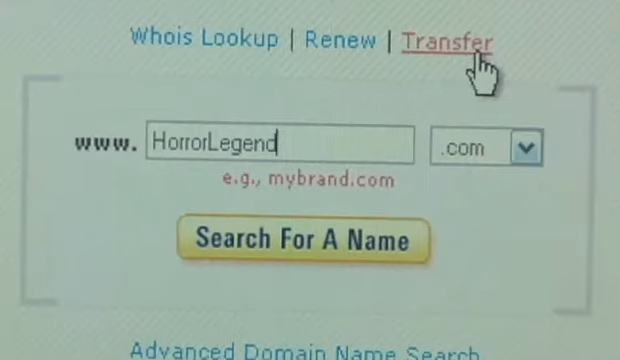 Whois Lookup | Renew | Transfer
www. HorrorLegend .com
e.g., mybrand.com
Search For A Name
Advanced Domain Name Search